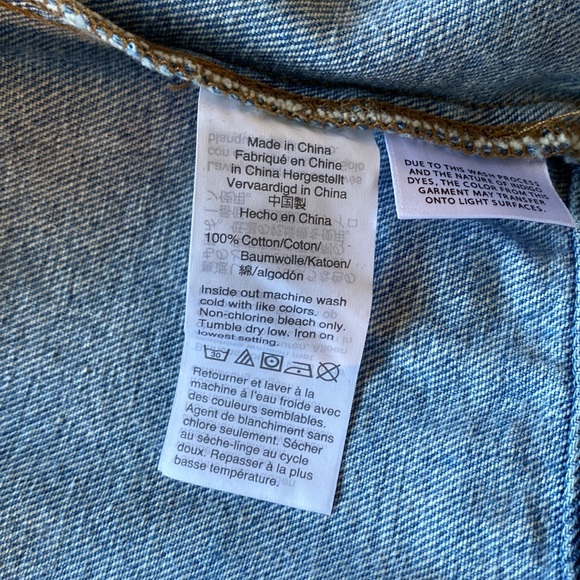 Made in China
Fabriqué en Chine
in China Hergestellt
Vervaardigd in China
中国製
Hecho en China
100% Cotton/Coton/
Baumwolle/Katoen/
綿/algodón
Inside out machine wash
cold with like colors.
Non-chlorine bleach only.
Tumble dry low. Iron on
lowest setting.
30
Retourner et laver à la
machine à l'eau froide avec
des couleurs semblables.
Agent de blanchiment sans
chlore seulement. Sécher
au sèche-linge au cycle
doux. Repasser à la plus
basse température.
DUE TO THIS WASH PROCESS
AND THE NATURE OF INDIGO
DYES, THE COLOR FROM THIS
GARMENT MAY TRANSFER
ONTO LIGHT SURFACES.